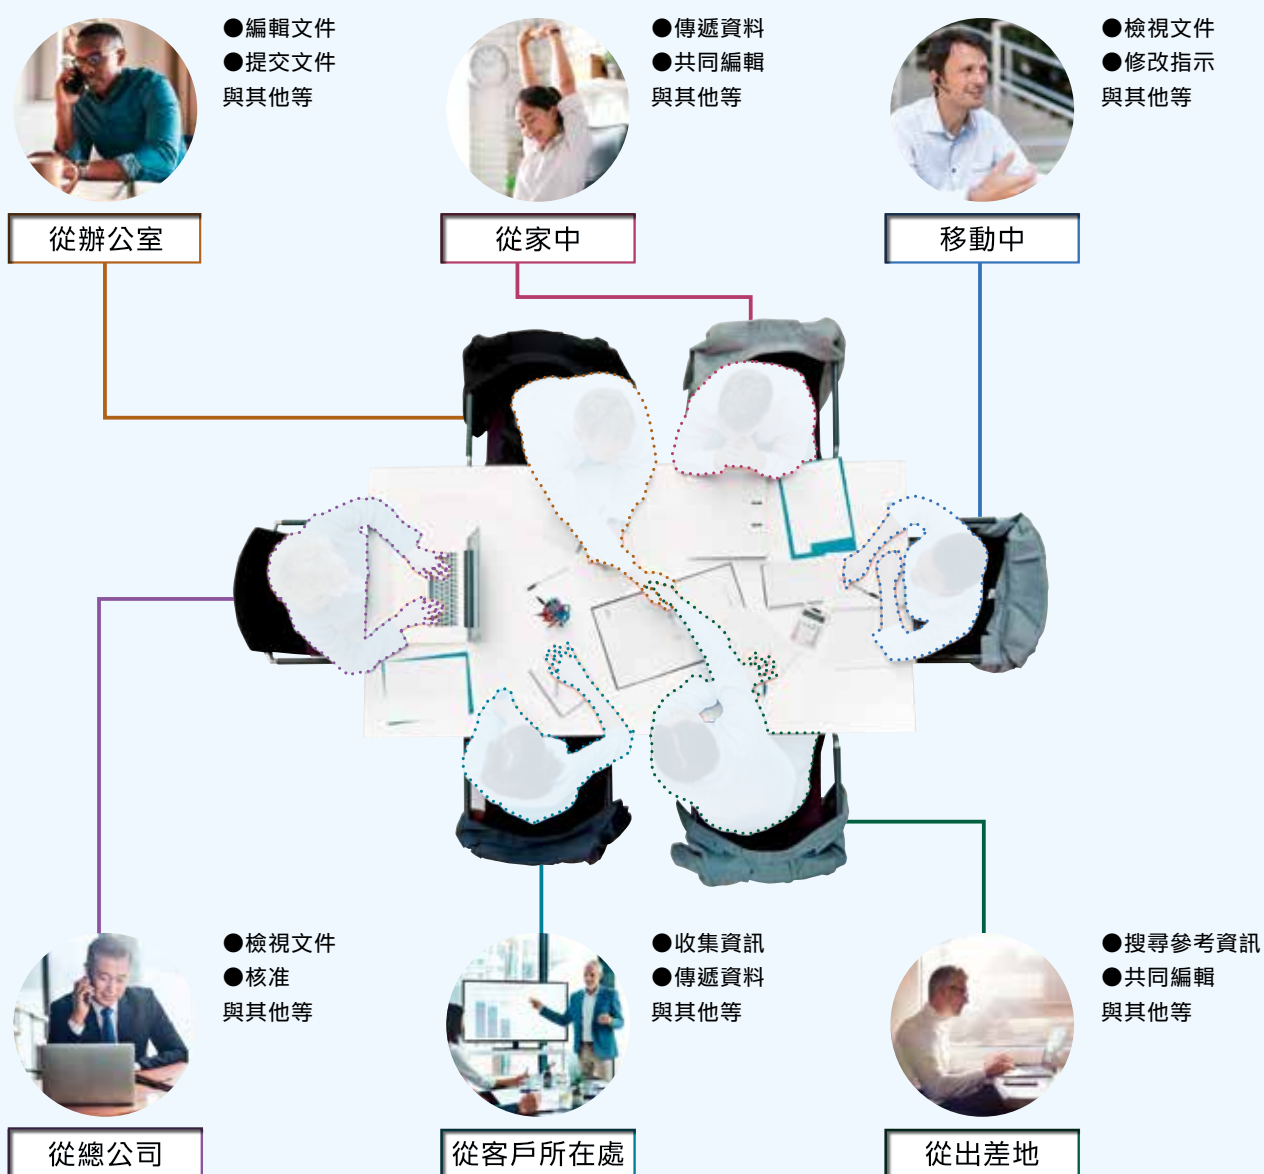 ●編輯文件
●提交文件
與其他等
從辦公室
●傳遞資料
●共同編輯
與其他等
從家中
●檢視文件
●修改指示
與其他等
移動中
●檢視文件
●核准
與其他等
從總公司
●收集資訊
●傳遞資料
與其他等
從客戶所在處
●搜尋參考資訊
●共同編輯
與其他等
從出差地